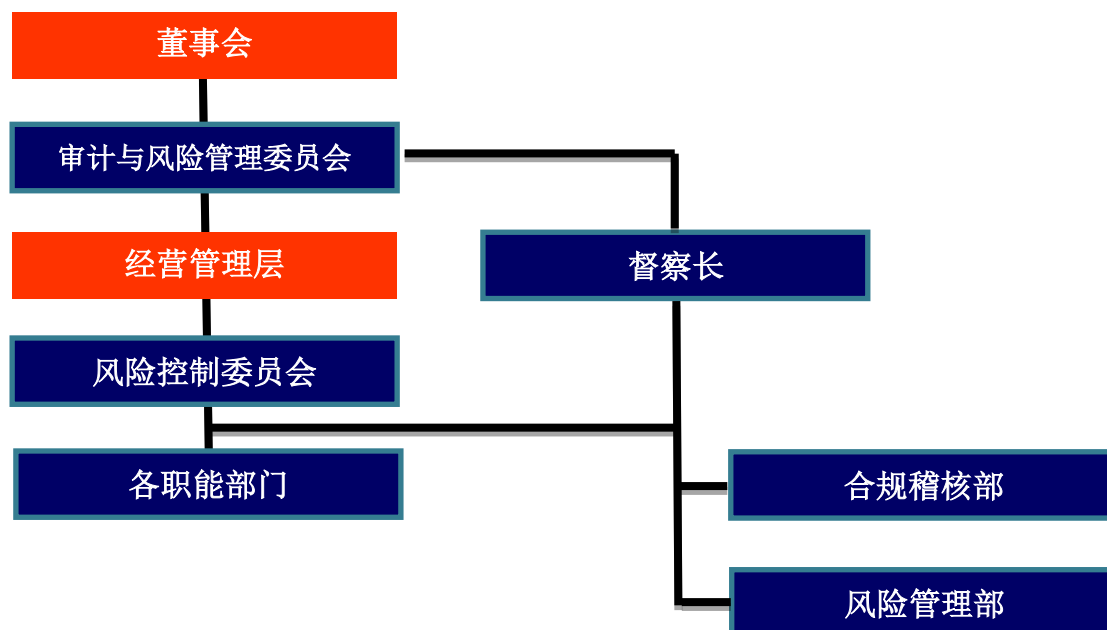 董事会
审计与风险管理委员会
经营管理层
督察长
风险控制委员会
各职能部门
合规稽核部
风险管理部